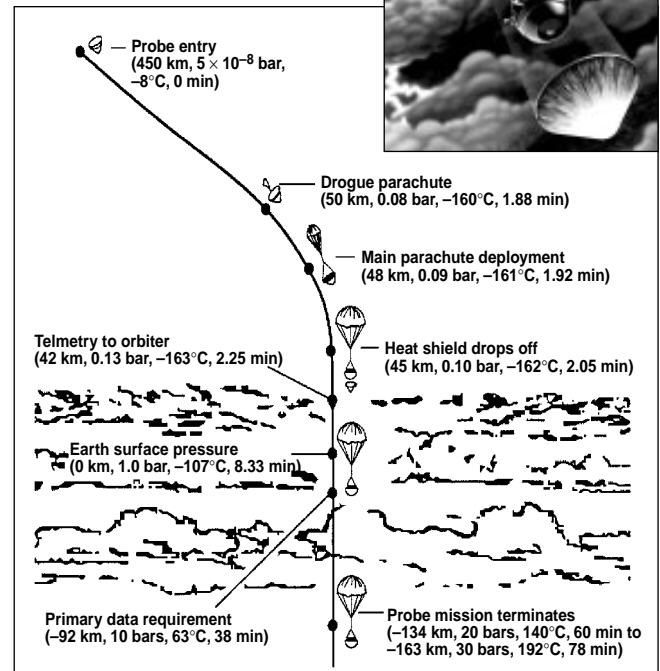 Probe entry
(450 km, 5 × 10⁻⁸ bar,
–8°C, 0 min)
Drogue parachute
(50 km, 0.08 bar, –160°C, 1.88 min)
Main parachute deployment
(48 km, 0.09 bar, –161°C, 1.92 min)
Telmetry to orbiter
(42 km, 0.13 bar, –163°C, 2.25 min)
Heat shield drops off
(45 km, 0.10 bar, –162°C, 2.05 min)
Earth surface pressure
(0 km, 1.0 bar, –107°C, 8.33 min)
Primary data requirement
(–92 km, 10 bars, 63°C, 38 min)
Probe mission terminates
(–134 km, 20 bars, 140°C, 60 min to
–163 km, 30 bars, 192°C, 78 min)